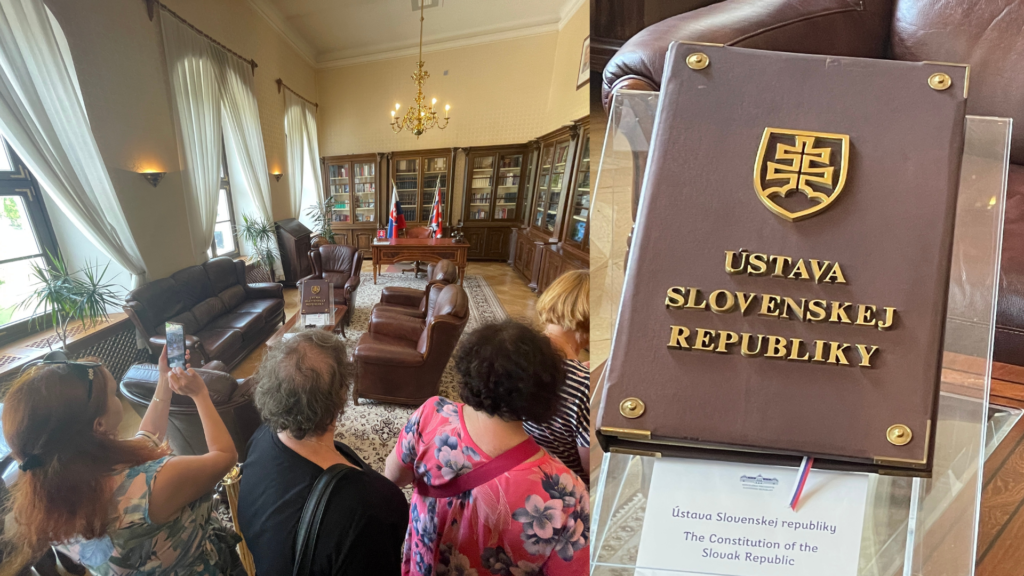 ÚSTAVA
SLOVENSKEJ
REPUBLIKY
Ústava Slovenskej republiky
The Constitution of the
Slovak Republic